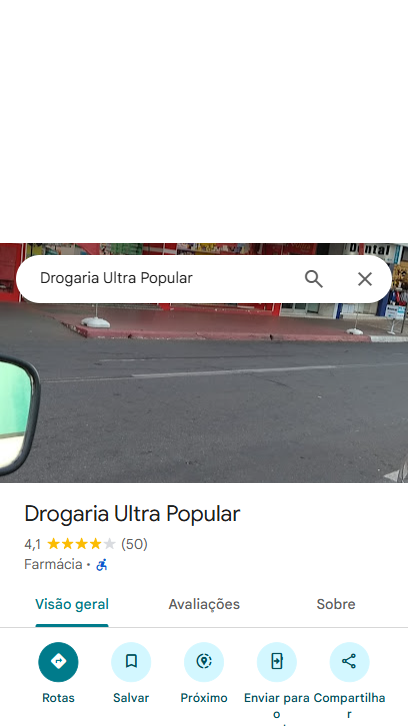 Dental
Drogaria Ultra Popular
Drogaria Ultra Popular
4,1 (50)
Farmácia ·
Visão geral
Avaliações
Sobre
Rotas
Salvar
Próximo
Enviar para
o
Compartilha
r